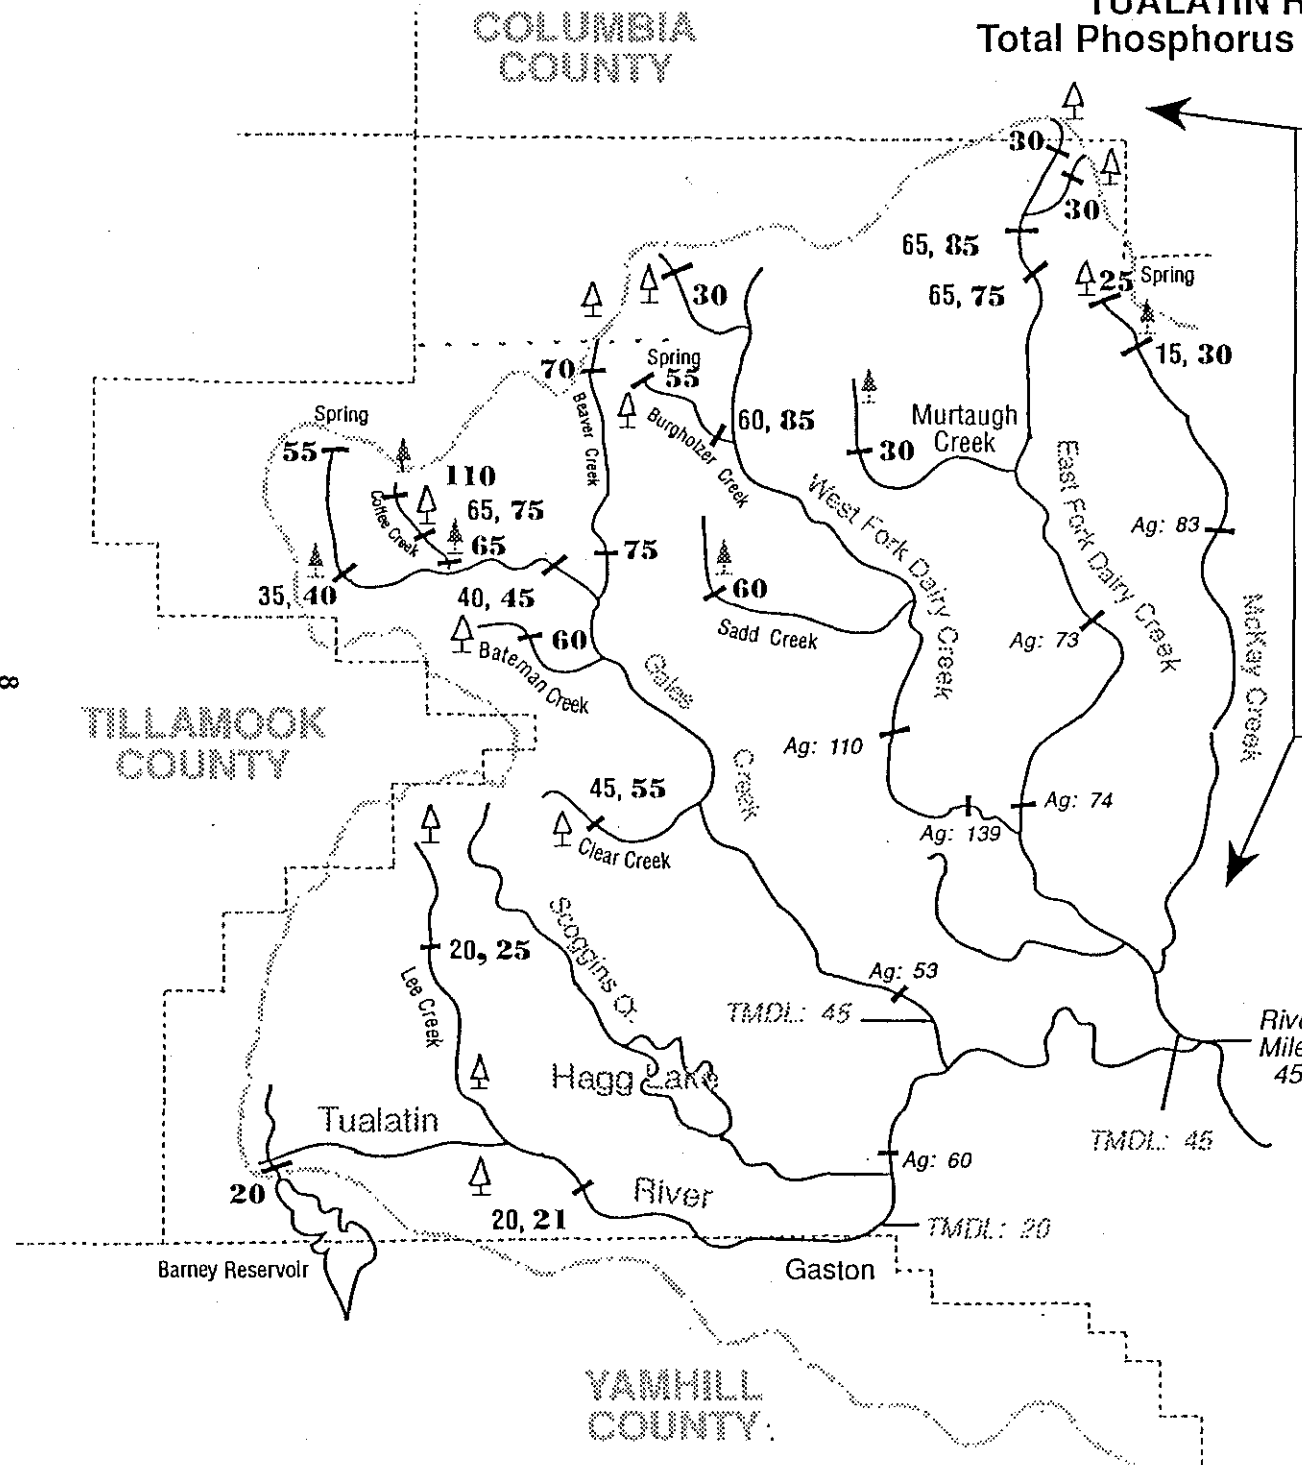 TUALATIN R
Total Phosphorus
COLUMBIA
COUNTY
30
30
65, 85
65, 75
25
Spring
15, 30
30
70
Spring
55
Beaver Creek
Burgholzer Creek
60, 85
Murtaugh
Creek
30
Spring
55
110
Coffee Creek
65, 75
65
35, 40
40, 45
75
60
Bateman Creek
60
Sadd Creek
West Fork Dairy Creek
East Fork Dairy Creek
McKay Creek
Ag: 83
Ag: 73
Ag: 110
Ag: 74
Ag: 139
Gales
Creek
8
TILLAMOOK
COUNTY
45, 55
Clear Creek
20, 25
Lee Creek
Scoggins Cr.
Hagg Lake
Ag: 53
TMDL: 45
Rive
Mile
45
TMDL: 45
Tualatin
River
20
20, 21
Ag: 60
TMDL: 20
Barney Reservoir
Gaston
YAMHILL
COUNTY